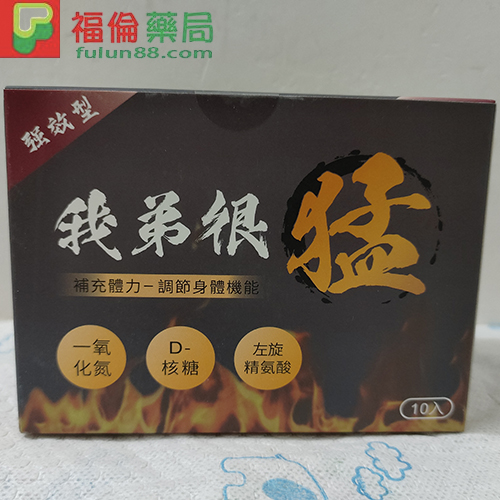 福倫藥局
fulun88.com
强效型
我弟很猛
補充體力－調節身體機能
一氧
化氮
D-
核糖
左旋
精氨酸
10入